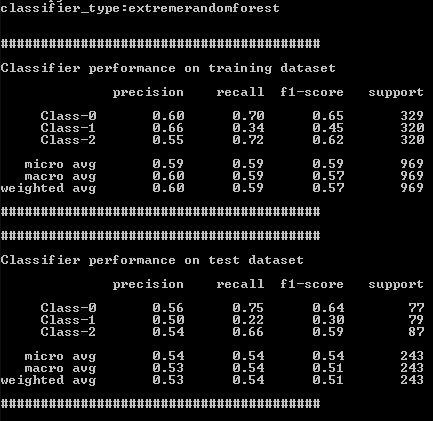 classifier_type:extremerandomforest
########################################
Classifier performance on training dataset
precision recall f1-score support
Class-0 0.60 0.70 0.65 329
Class-1 0.66 0.34 0.45 320
Class-2 0.55 0.72 0.62 320
micro avg 0.59 0.59 0.59 969
macro avg 0.60 0.59 0.57 969
weighted avg 0.60 0.59 0.57 969
########################################
########################################
Classifier performance on test dataset
precision recall f1-score support
Class-0 0.56 0.75 0.64 77
Class-1 0.50 0.22 0.30 79
Class-2 0.54 0.66 0.59 87
micro avg 0.54 0.54 0.54 243
macro avg 0.53 0.54 0.51 243
weighted avg 0.53 0.54 0.51 243
########################################